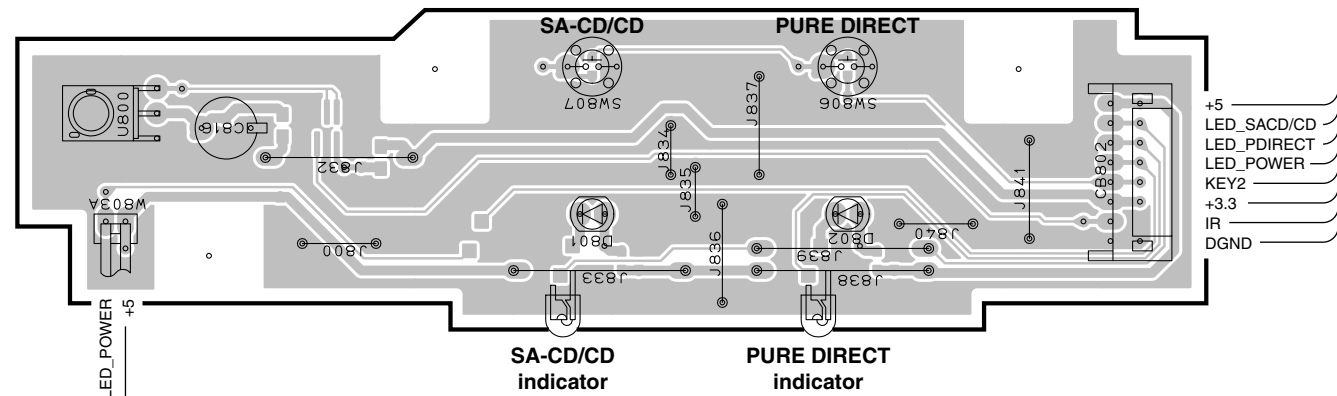 SA-CD/CD
PURE DIRECT
SW807
SW806
U800
C816
J832
J834
J835
J837
J841
CB802
+5
LED_SACD/CD
LED_PDIRECT
LED_POWER
KEY2
+3.3
IR
DGND
W803A
J800
D801
J836
D802
J840
J839
J833
J838
LED_POWER
+5
SA-CD/CD
indicator
PURE DIRECT
indicator